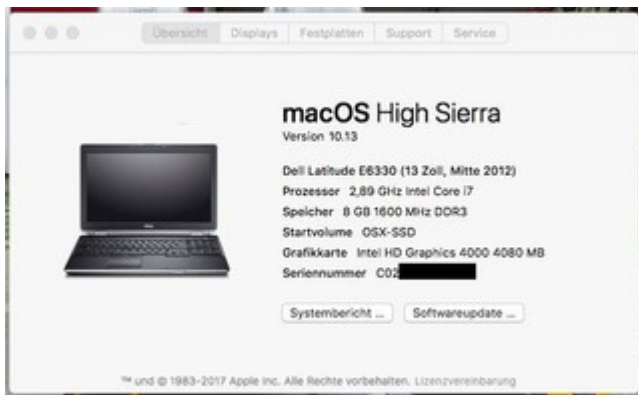 Übersicht Displays Festplatten Support Service
macOS High Sierra
Version 10.13
Dell Latitude E6330 (13 Zoll, Mitte 2012)
Prozessor 2,89 GHz Intel Core i7
Speicher 8 GB 1600 MHz DDR3
Startvolume OSX-SSD
Grafikkarte Intel HD Graphics 4000 4080 MB
Seriennummer C02
Systembericht ... Softwareupdate ...
™ und © 1983-2017 Apple Inc. Alle Rechte vorbehalten. Lizenzvereinbarung